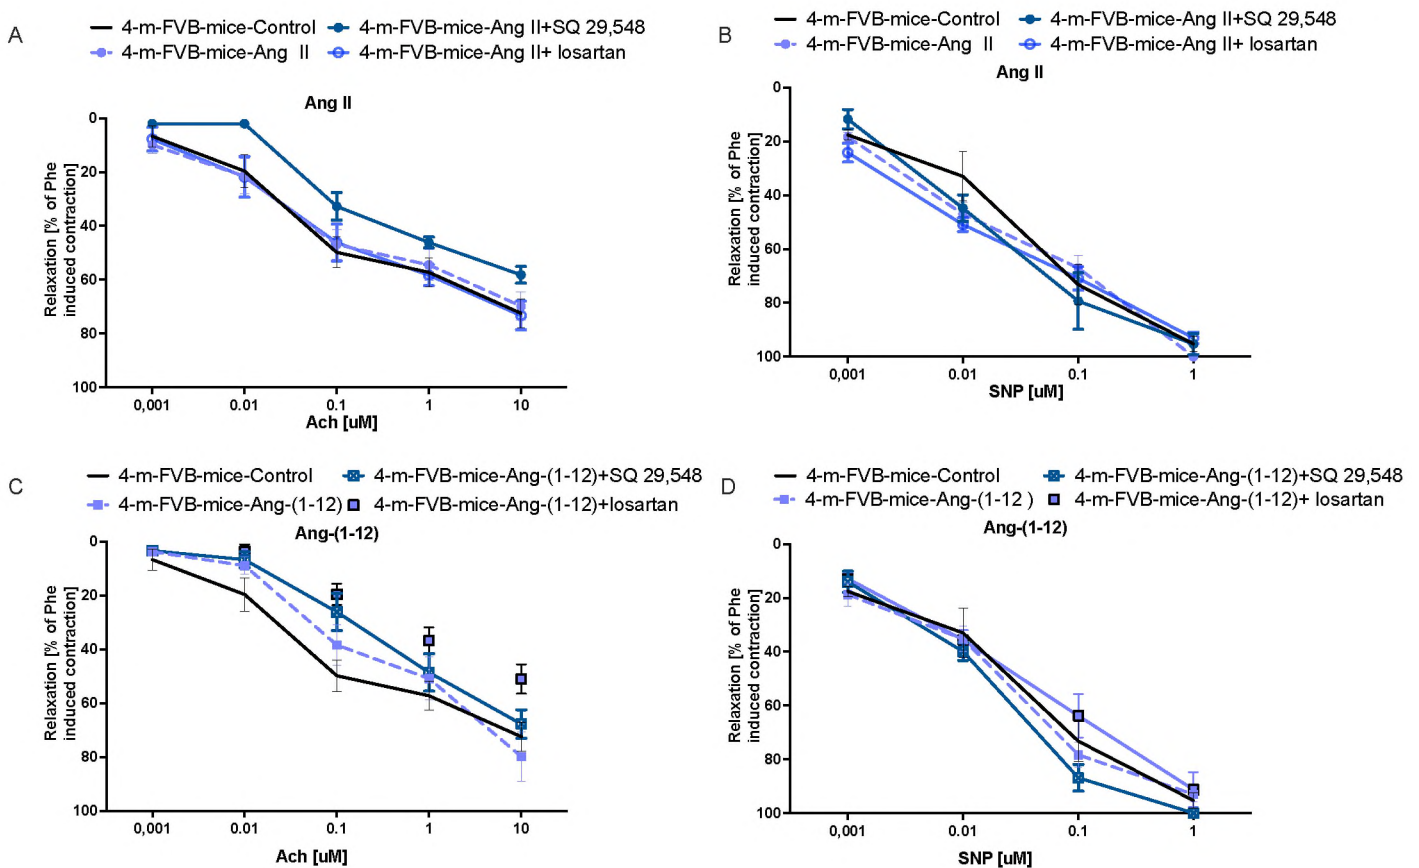 A
4-m-FVB-mice-Control 4-m-FVB-mice-Ang II+SQ 29,548
4-m-FVB-mice-Ang II 4-m-FVB-mice-Ang II+ losartan
Ang II
Relaxation [% of Phe
induced contraction]
0
20
40
60
80
100
0,001 0.01 0.1 1 10
Ach [uM]
B
4-m-FVB-mice-Control 4-m-FVB-mice-Ang II+SQ 29,548
4-m-FVB-mice-Ang II 4-m-FVB-mice-Ang II+ losartan
Ang II
Relaxation [% of Phe
induced contraction]
0
20
40
60
80
100
0,001 0.01 0.1 1
SNP [uM]
C
4-m-FVB-mice-Control 4-m-FVB-mice-Ang-(1-12)+SQ 29,548
4-m-FVB-mice-Ang-(1-12) 4-m-FVB-mice-Ang-(1-12)+losartan
Ang-(1-12)
Relaxation [% of Phe
induced contraction]
0
20
40
60
80
100
0,001 0.01 0.1 1 10
Ach [uM]
D
4-m-FVB-mice-Control 4-m-FVB-mice-Ang-(1-12)+SQ 29,548
4-m-FVB-mice-Ang-(1-12 ) 4-m-FVB-mice-Ang-(1-12)+ losartan
Ang-(1-12)
Relaxation [% of Phe
induced contraction]
0
20
40
60
80
100
0,001 0.01 0.1 1
SNP [uM]